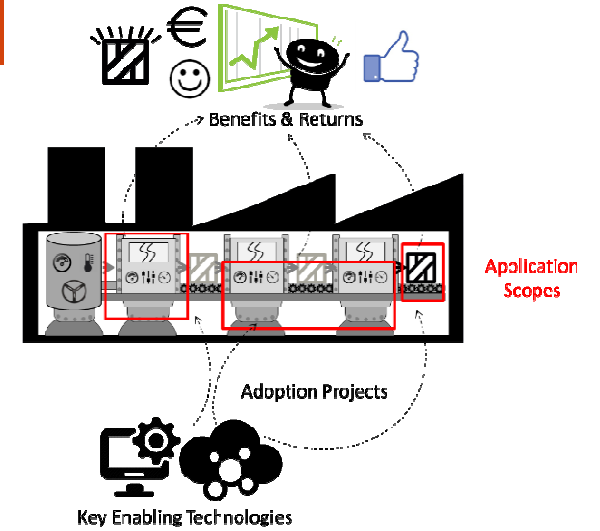 Benefits & Returns
Application
Scopes
Adoption Projects
Key Enabling Technologies